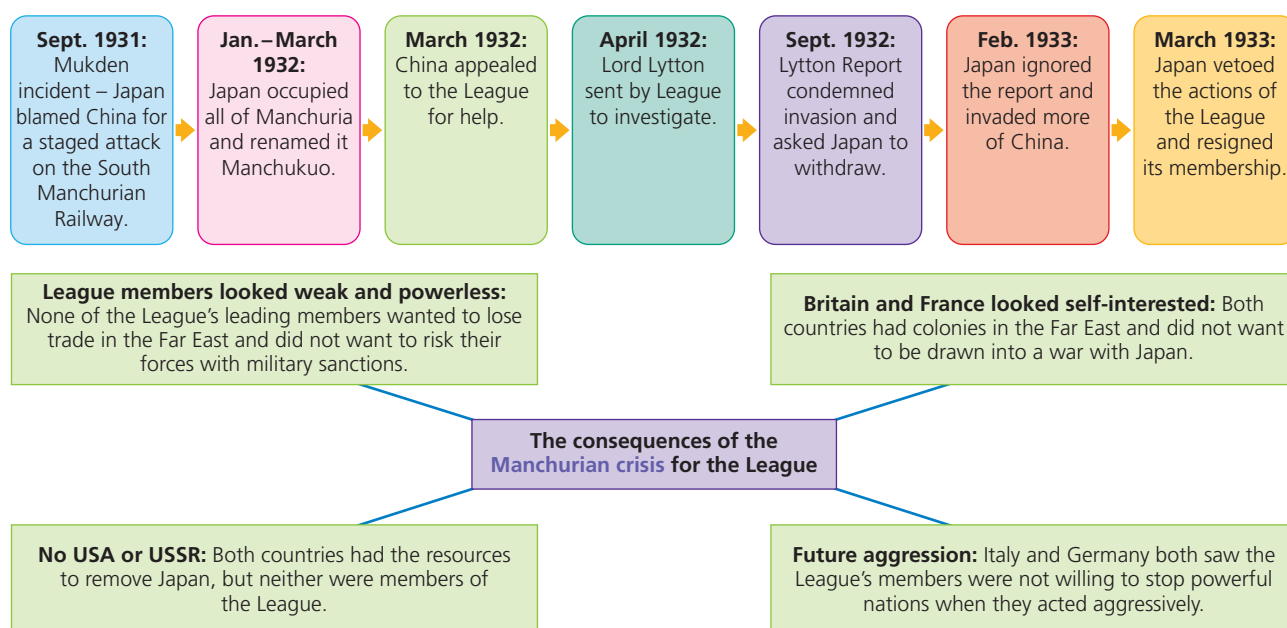 Sept. 1931:
Mukden
incident – Japan
blamed China for
a staged attack
on the South
Manchurian
Railway.
Jan. – March
1932:
Japan occupied
all of Manchuria
and renamed it
Manchukuo.
March 1932:
China appealed
to the League
for help.
April 1932:
Lord Lytton
sent by League
to investigate.
Sept. 1932:
Lytton Report
condemned
invasion and
asked Japan to
withdraw.
Feb. 1933:
Japan ignored
the report and
invaded more
of China.
March 1933:
Japan vetoed
the actions of
the League
and resigned
its membership.
League members looked weak and powerless:
None of the League’s leading members wanted to lose
trade in the Far East and did not want to risk their
forces with military sanctions.
Britain and France looked self-interested: Both
countries had colonies in the Far East and did not want
to be drawn into a war with Japan.
The consequences of the
Manchurian crisis for the League
No USA or USSR: Both countries had the resources
to remove Japan, but neither were members of
the League.
Future aggression: Italy and Germany both saw the
League’s members were not willing to stop powerful
nations when they acted aggressively.